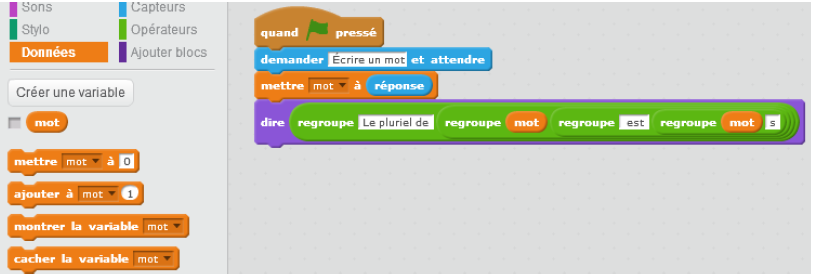 Sons Capteurs
Stylo Opérateurs
Données Ajouter blocs
Créer une variable
mot
mettre mot à 0
ajouter à mot 1
montrer la variable mot
cacher la variable mot
quand pressé
demander Écrire un mot et attendre
mettre mot à réponse
dire regroupe Le pluriel de regroupe mot regroupe est regroupe mot s